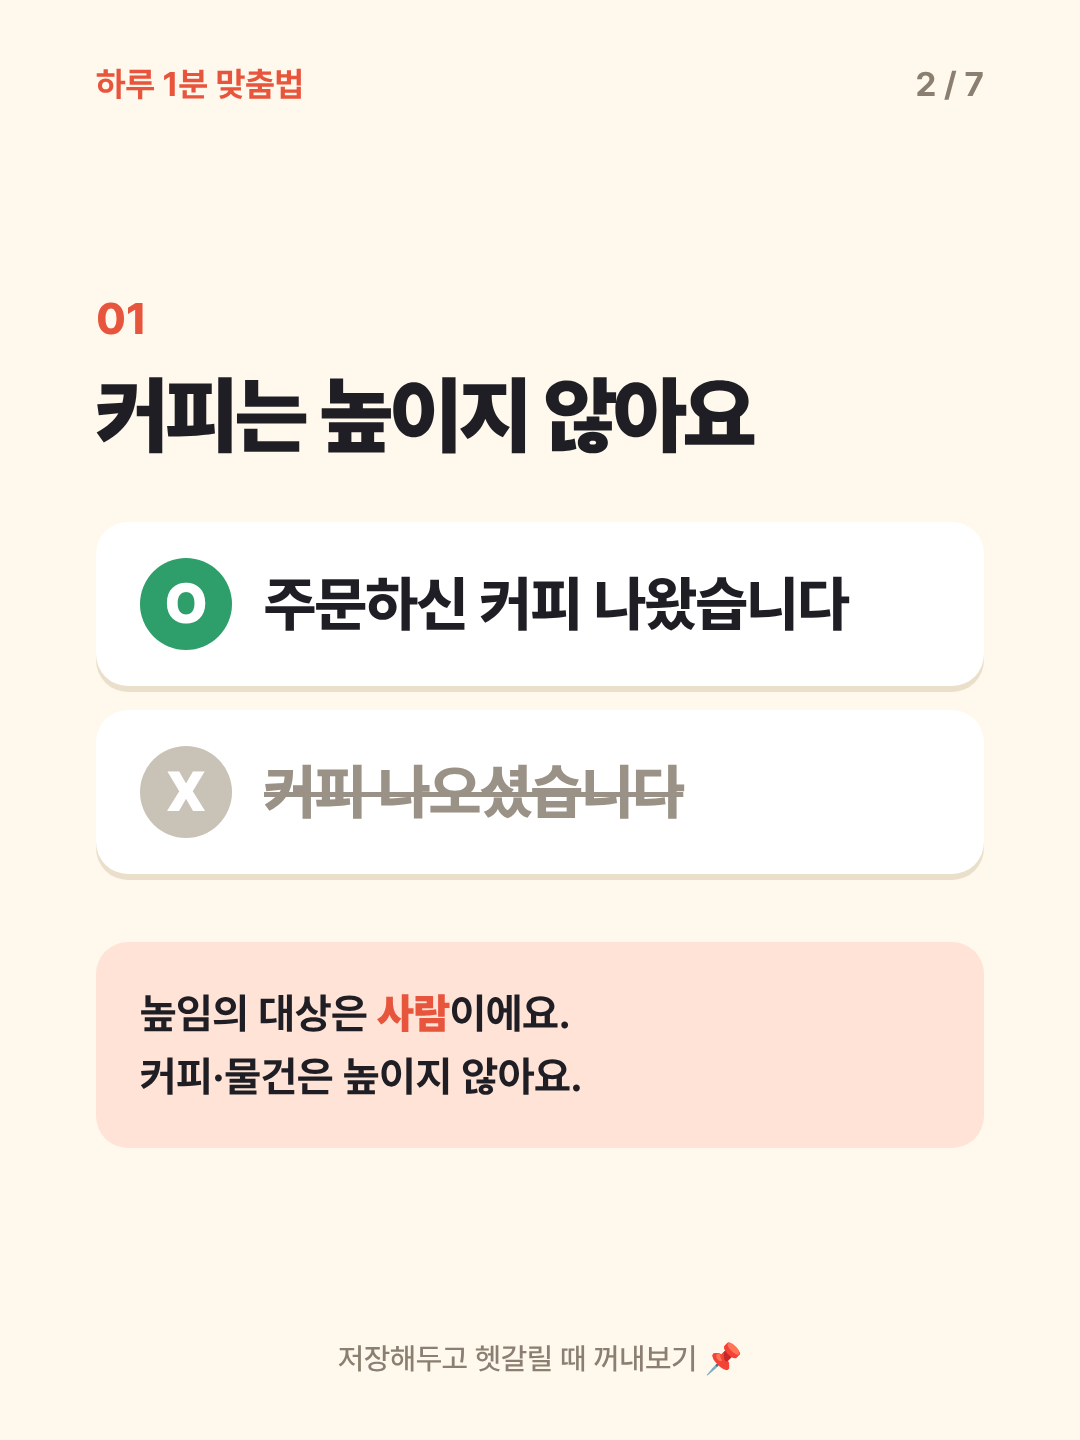 하루 1분 맞춤법
2 / 7
01
커피는 높이지 않아요
O 주문하신 커피 나왔습니다
X 커피 나오셨습니다
높임의 대상은 사람이에요.
커피·물건은 높이지 않아요.
저장해두고 헷갈릴 때 꺼내보기 📌